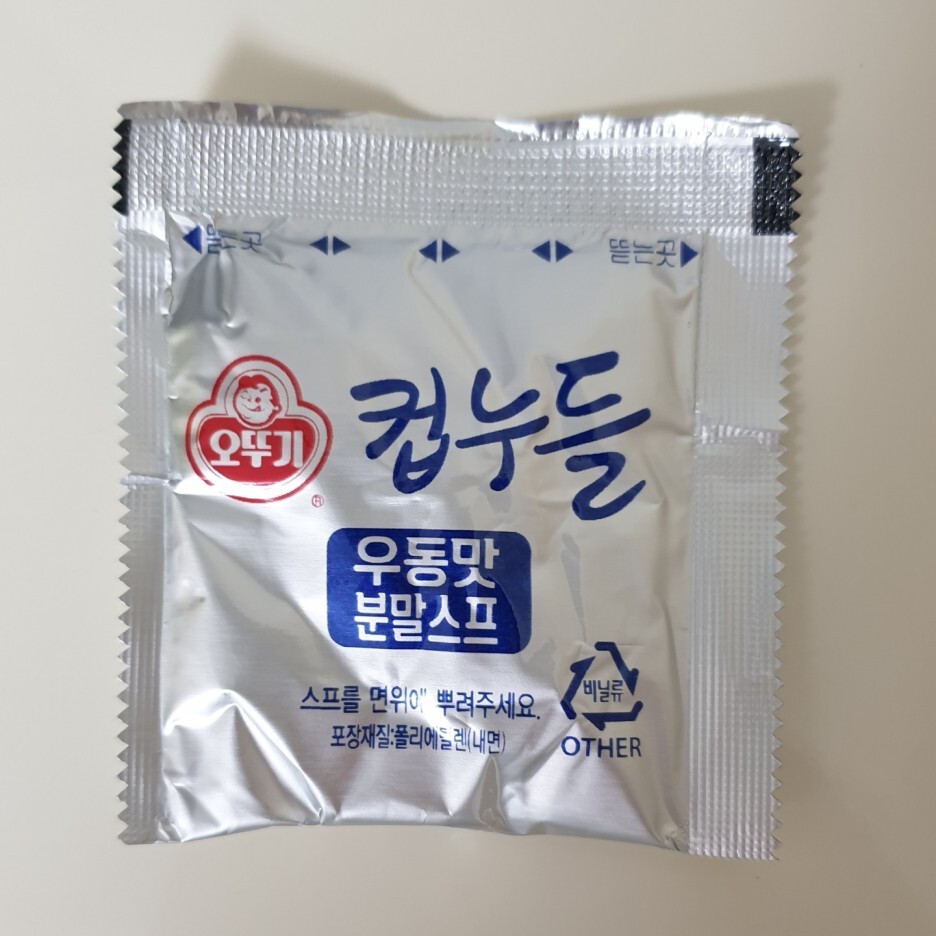 ◀뜯는곳 ◀▶ ◀▶ ◀▶ 뜯는곳▶
오뚜기
®
컵누들
우동맛
분말스프
스프를 면위에 뿌려주세요.
포장재질:폴리에틸렌(내면)
비닐류
OTHER